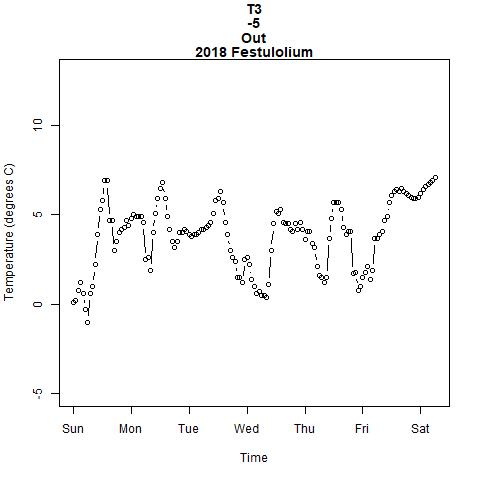 T3
-5
Out
2018 Festulolium
Temperature (degrees C)
10
5
0
-5
Sun Mon Tue Wed Thu Fri Sat
Time